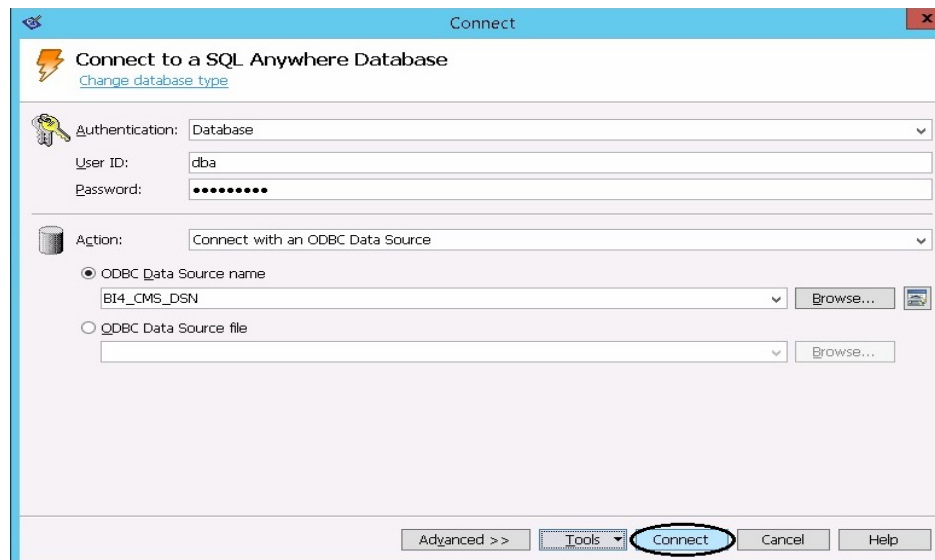 Connect
x
Connect to a SQL Anywhere Database
Change database type
Authentication: Database
User ID: dba
Password: •••••••••
Action: Connect with an ODBC Data Source
ODBC Data Source name
BI4_CMS_DSN Browse...
ODBC Data Source file
Browse...
Advanced >> Tools Connect Cancel Help